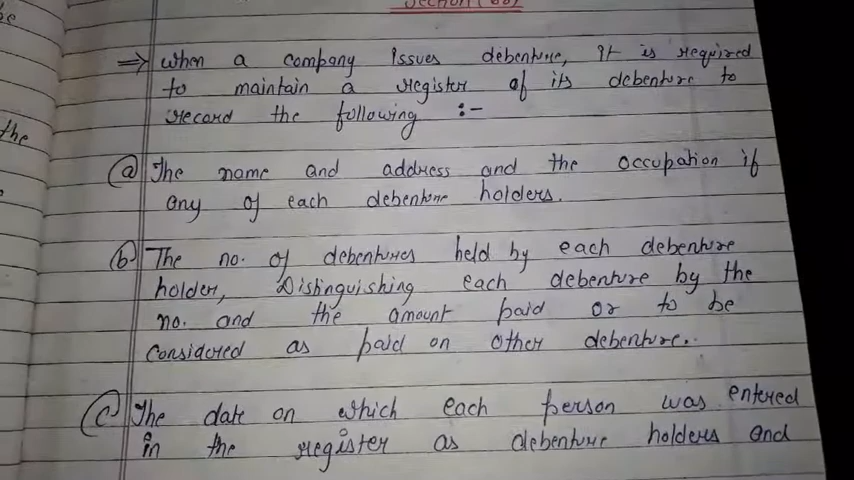 ⇒ When a company Issues debenture, it is required
to maintain a register of its debenture to
record the following :-
(a) The name and address and the occupation if
any of each debenture holders.
(b) The no. of debentures held by each debenture
holder, Distinguishing each debenture by the
no. and the amount paid or to be
considered as paid on other debenture.
(c) The date on which each person was entered
in the register as debenture holders and